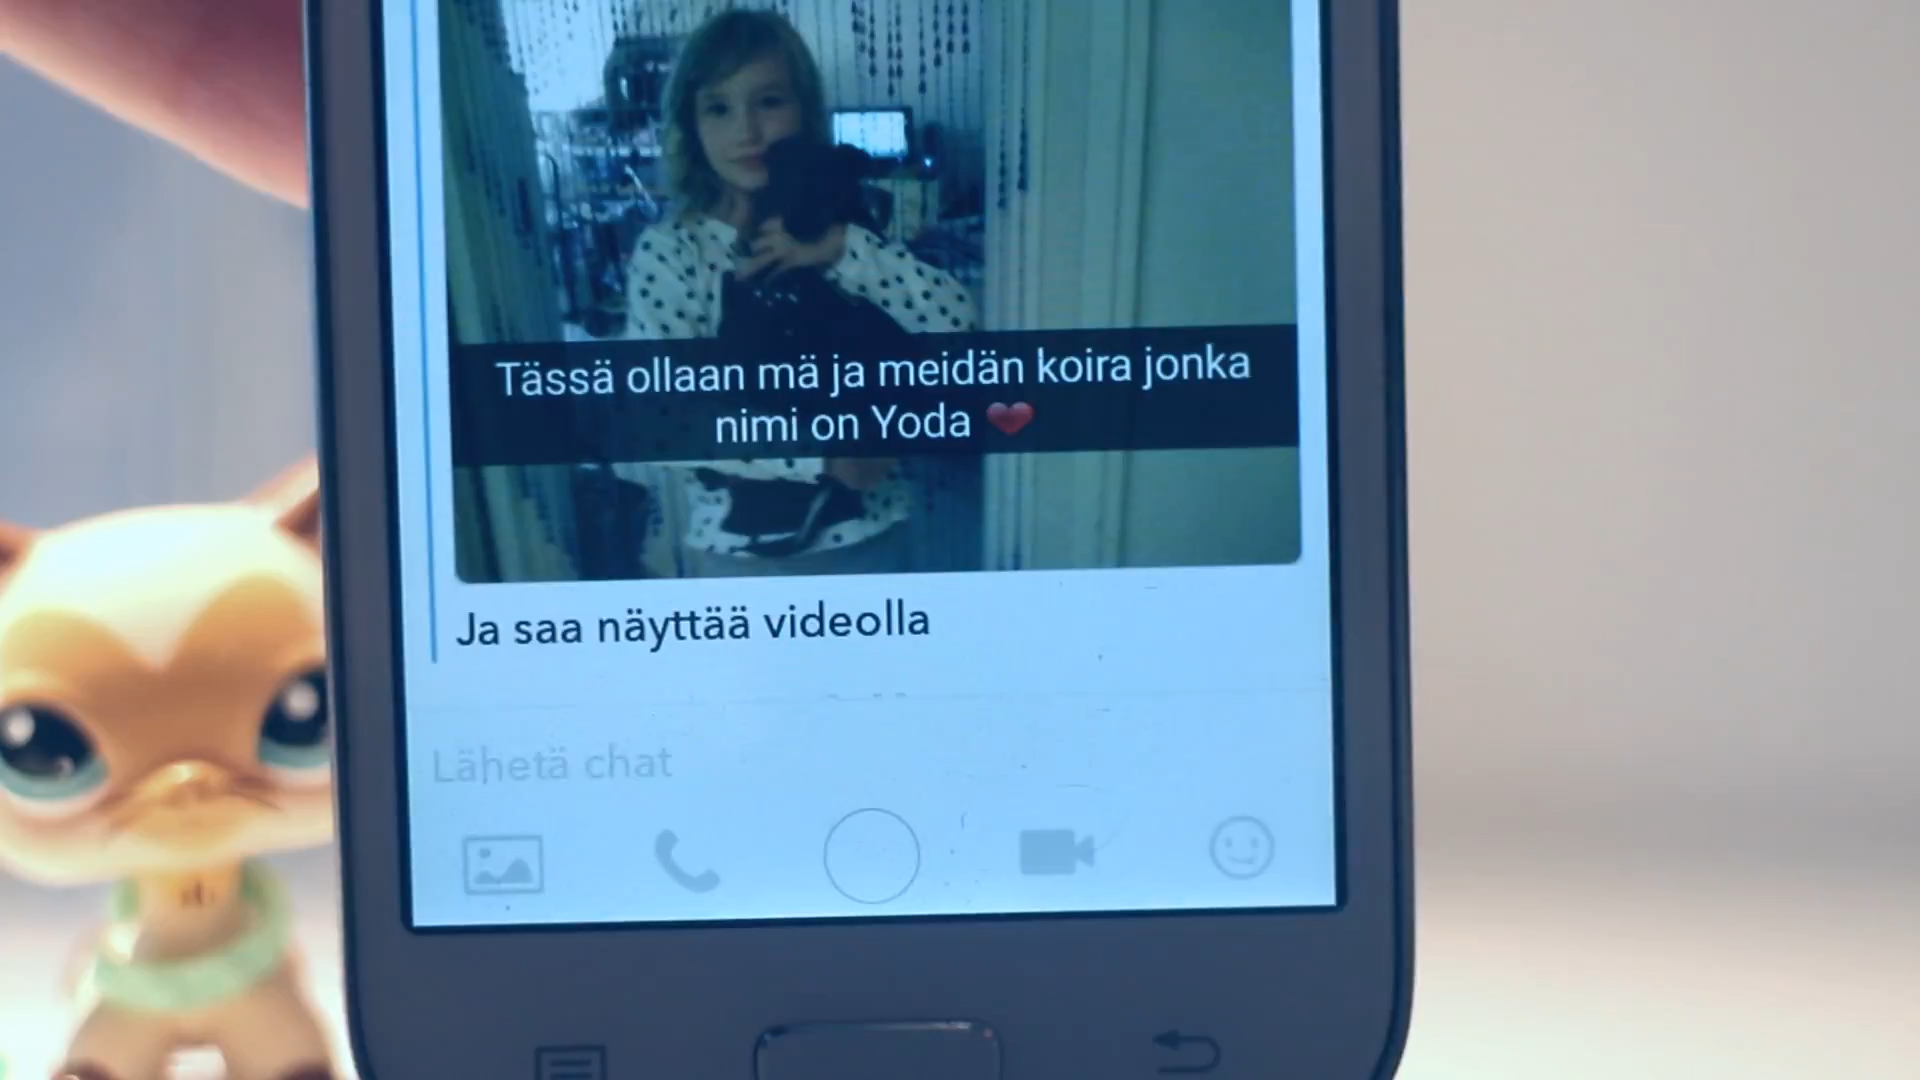 Tässä ollaan mä ja meidän koira jonka
nimi on Yoda ❤️
Ja saa näyttää videolla
Lähetä chat